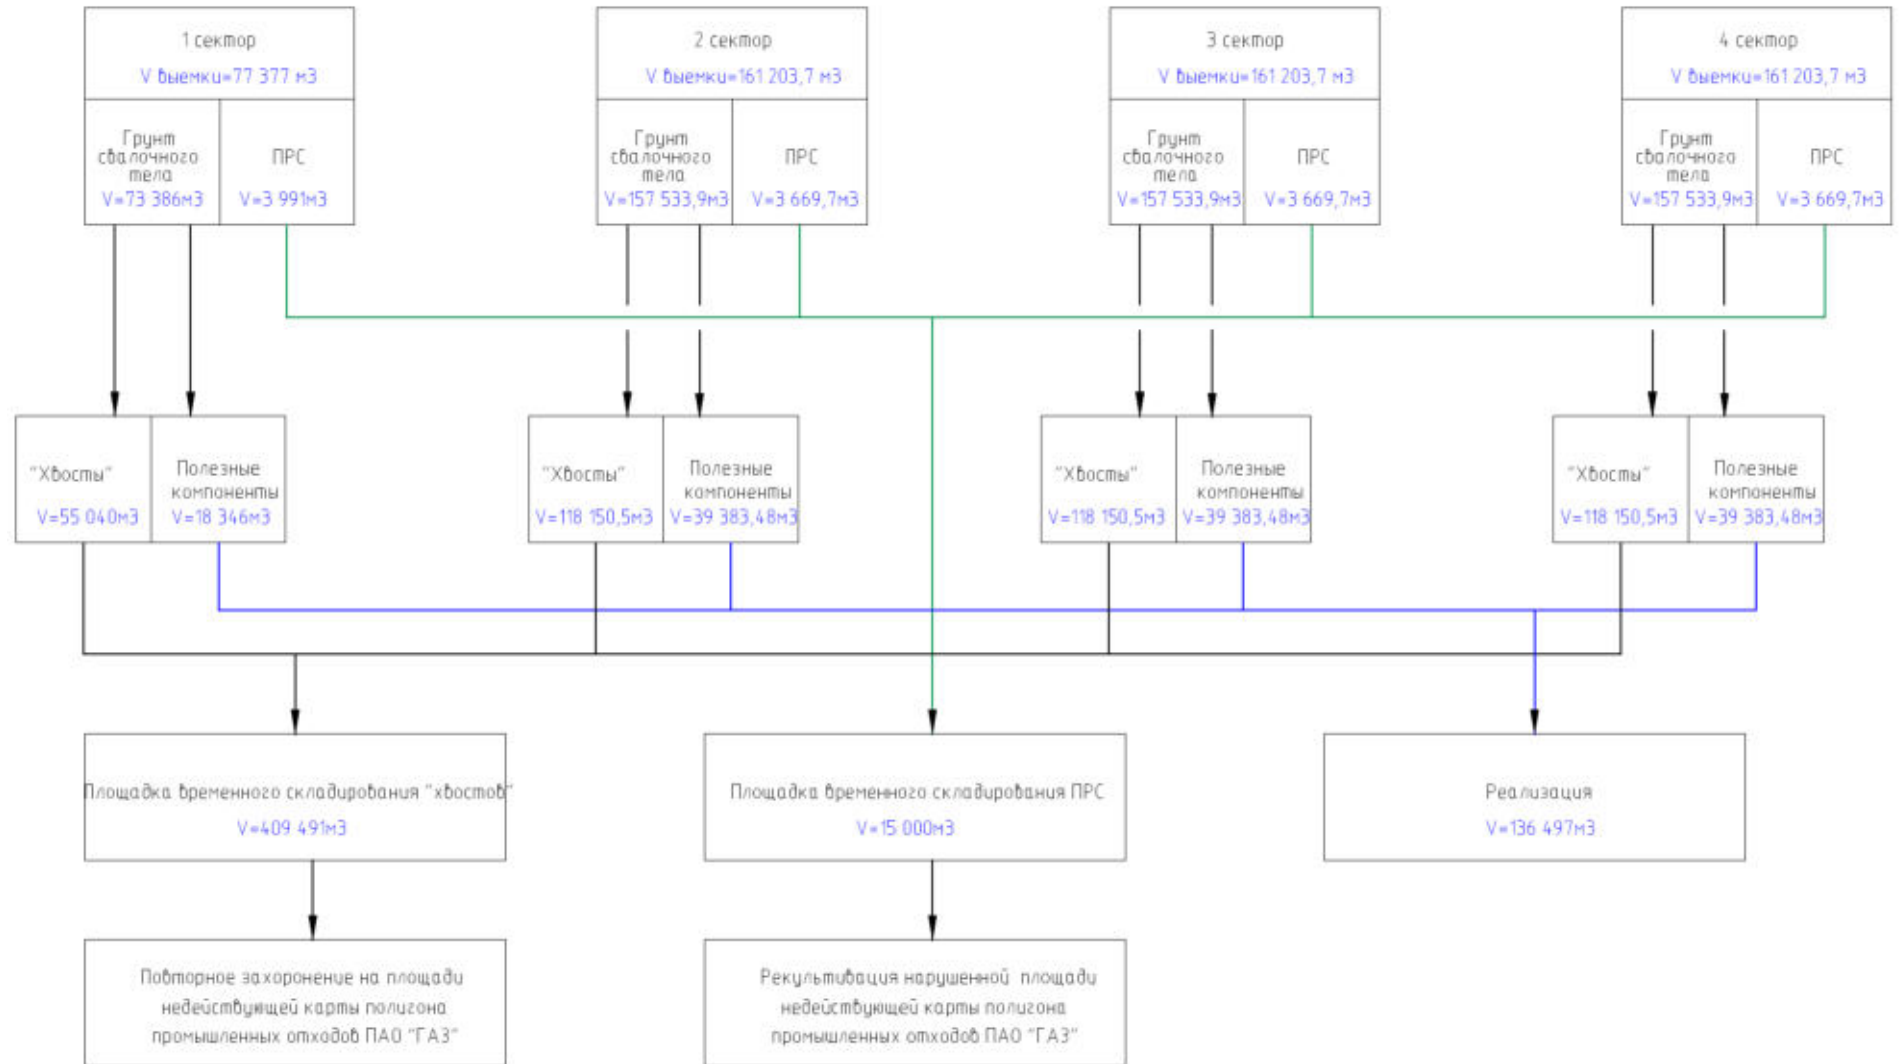 1 сектор
V выемки=77 377 м3
Грунт
свалочного
тела
V=73 386м3
ПРС
V=3 991м3
2 сектор
V выемки=161 203,7 м3
Грунт
свалочного
тела
V=157 533,9м3
ПРС
V=3 669,7м3
3 сектор
V выемки=161 203,7 м3
Грунт
свалочного
тела
V=157 533,9м3
ПРС
V=3 669,7м3
4 сектор
V выемки=161 203,7 м3
Грунт
свалочного
тела
V=157 533,9м3
ПРС
V=3 669,7м3
"Хвосты"
V=55 040м3
Полезные
компоненты
V=18 346м3
"Хвосты"
V=118 150,5м3
Полезные
компоненты
V=39 383,48м3
"Хвосты"
V=118 150,5м3
Полезные
компоненты
V=39 383,48м3
"Хвосты"
V=118 150,5м3
Полезные
компоненты
V=39 383,48м3
Площадка временного складирования "хвостов"
V=409 491м3
Площадка временного складирования ПРС
V=15 000м3
Реализация
V=136 497м3
Повторное захоронение на площади
недействующей карты полигона
промышленных отходов ПАО "ГАЗ"
Рекультивация нарушенной площади
недействующей карты полигона
промышленных отходов ПАО "ГАЗ"